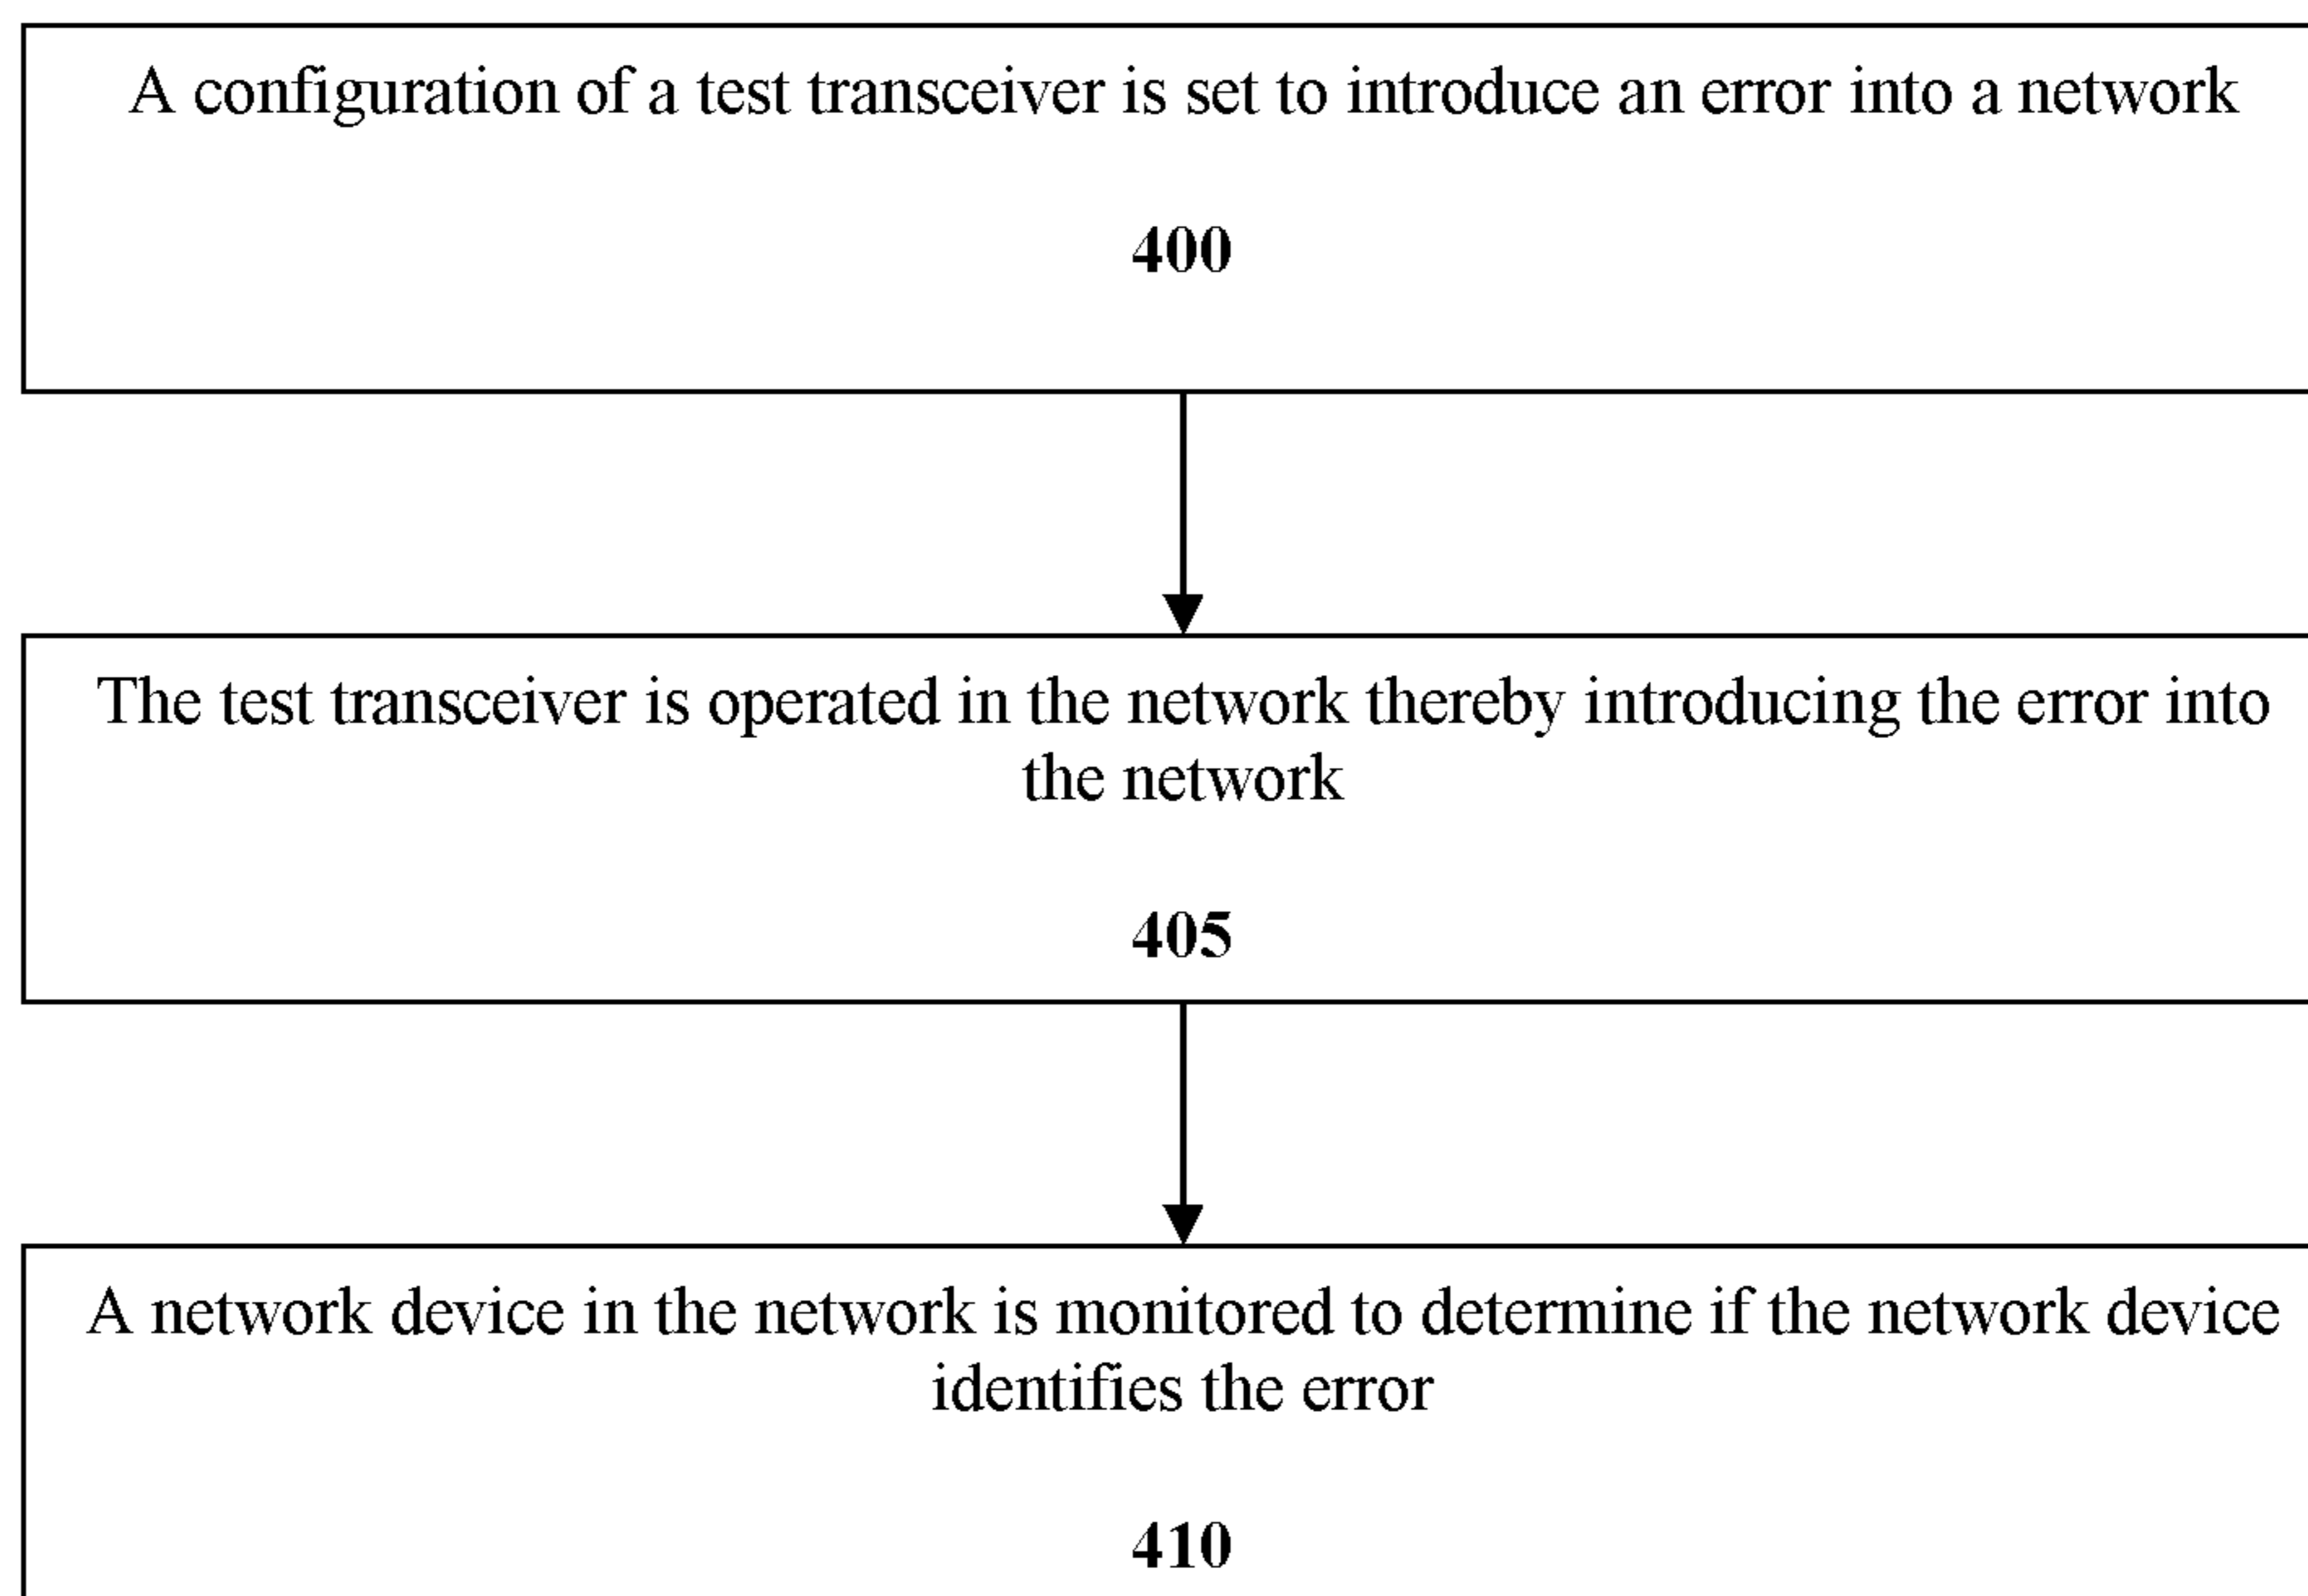 A configuration of a test transceiver is set to introduce an error into a network
400
The test transceiver is operated in the network thereby introducing the error into
the network
405
A network device in the network is monitored to determine if the network device
identifies the error
410